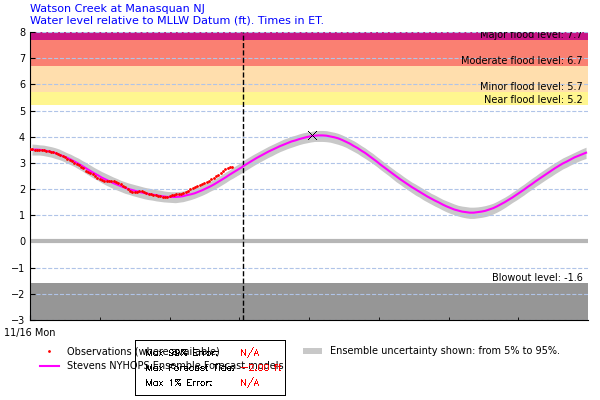 Watson Creek at Manasquan NJ
Water level relative to MLLW Datum (ft). Times in ET.
8
Major flood level: 7.7
7
Moderate flood level: 6.7
6
Minor flood level: 5.7
5
Near flood level: 5.2
4
3
2
1
0
−1
Blowout level: -1.6
−2
−3
11/16 Mon
Observations (where available)
Ensemble uncertainty shown: from 5% to 95%.
Stevens NYHOPS Ensemble Forecast models
Error: N/A
Max Forecast Tide:
Max 1% Error: N/A